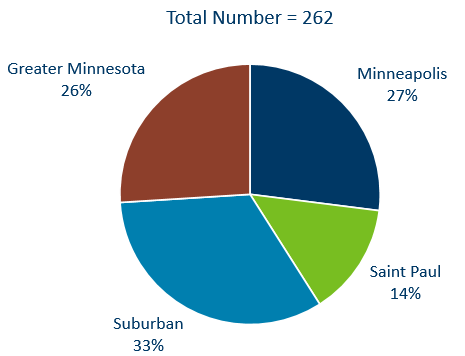 Total Number = 262
Greater Minnesota
26%
Minneapolis
27%
Saint Paul
14%
Suburban
33%